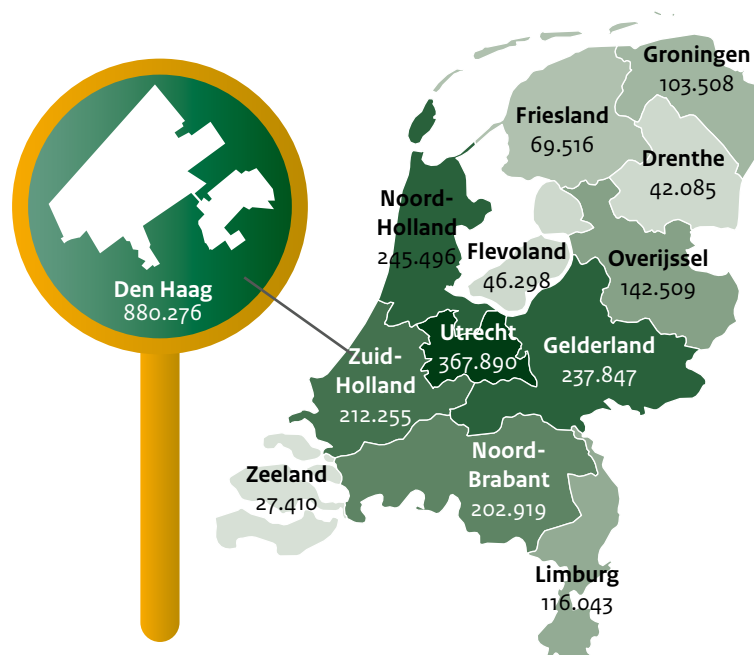 Groningen
103.508
Friesland
69.516
Drenthe
42.085
Noord-
Holland
245.496
Flevoland
46.298
Overijssel
142.509
Den Haag
880.276
Utrecht
367.890
Zuid-
Holland
212.255
Gelderland
237.847
Noord-
Brabant
202.919
Zeeland
27.410
Limburg
116.043